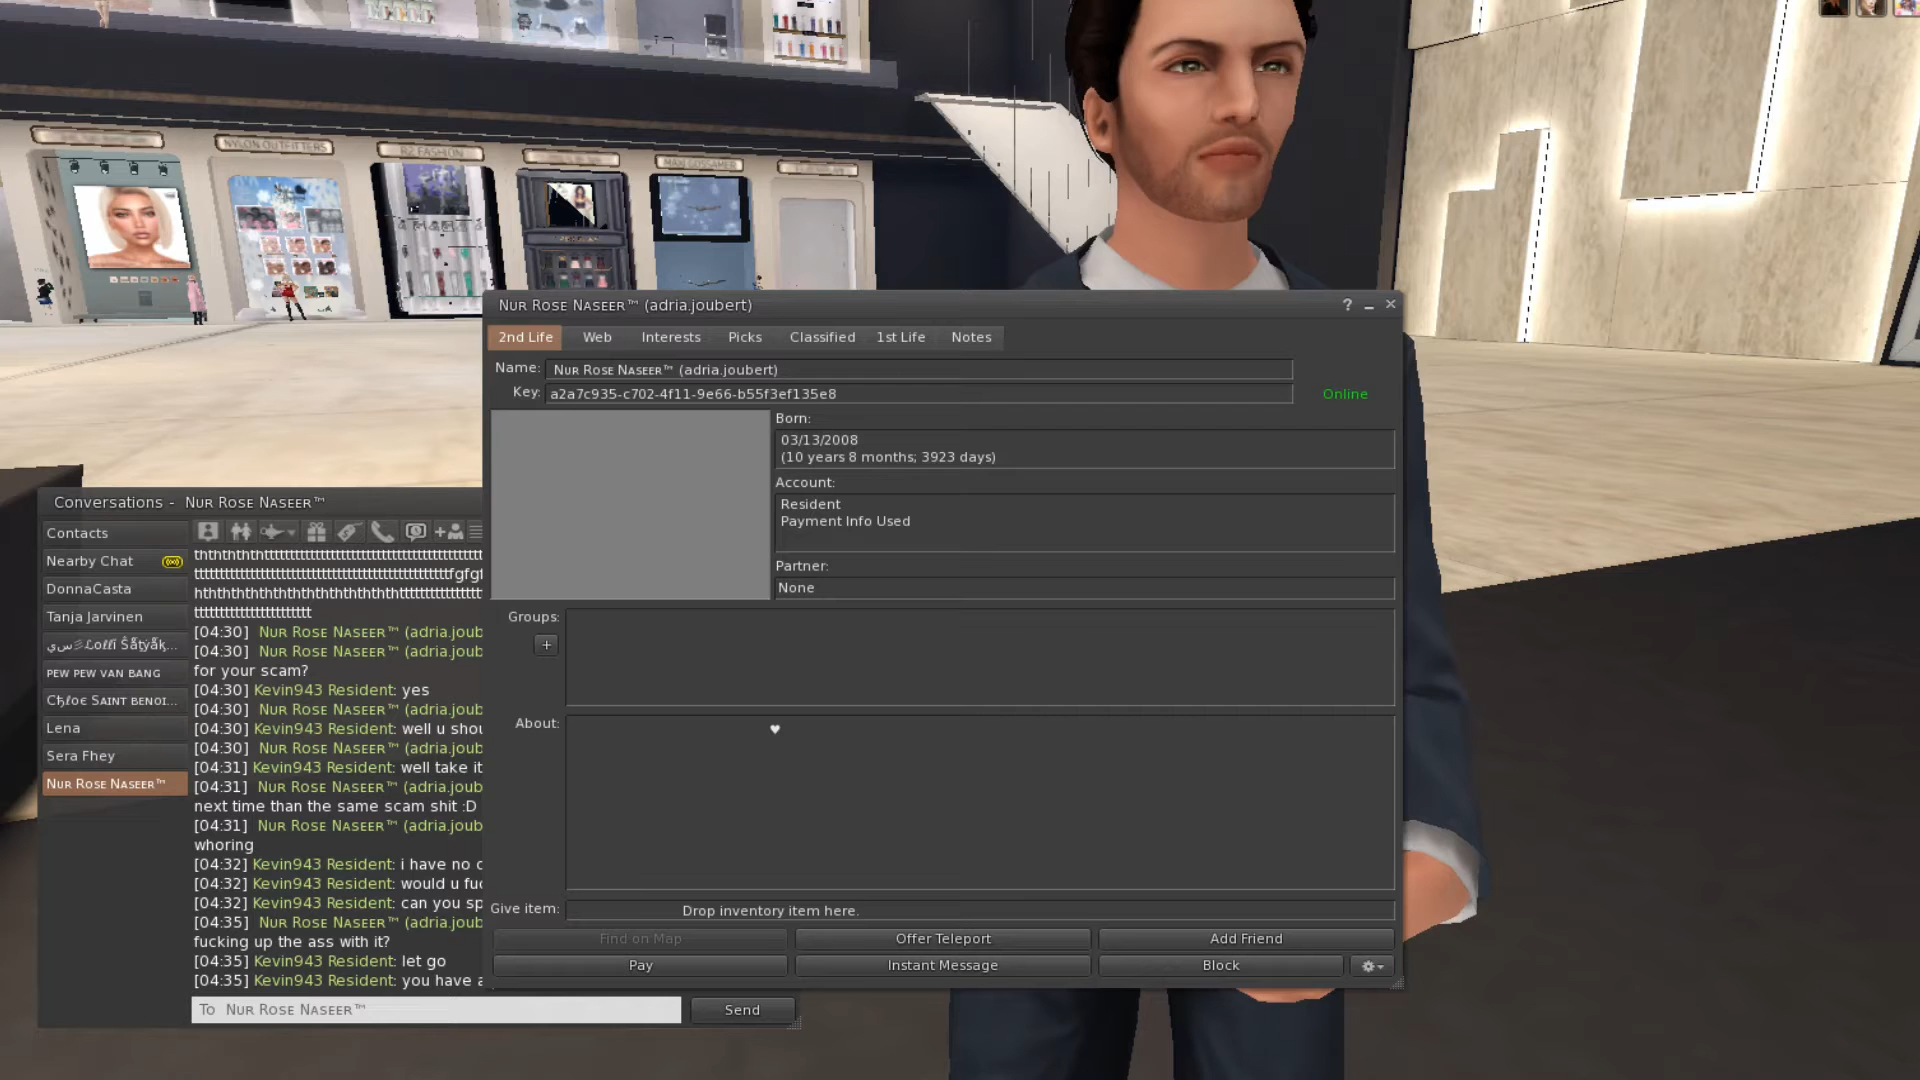 NYLON OUTFITTERS
R2 FASHION
Nur Rose Naseer™ (adria.joubert)
?
2nd Life Web Interests Picks Classified 1st Life Notes
Name: Nur Rose Naseer™ (adria.joubert)
Key: a2a7c935-c702-4f11-9e66-b55f3ef135e8 Online
Born:
03/13/2008
(10 years 8 months; 3923 days)
Account:
Resident
Payment Info Used
Partner:
None
Groups:
+
About:
♥
Give item: Drop inventory item here.
Find on Map Offer Teleport Add Friend
Pay Instant Message Block
Conversations - Nur Rose Naseer™
Contacts
Nearby Chat
DonnaCasta
Tanja Jarvinen
PEW PEW VAN BANG
Lena
Sera Fhey
Nur Rose Naseer™
[04:30] Nur Rose Naseer™ (adria.joub
[04:30] Nur Rose Naseer™ (adria.joub
for your scam?
[04:30] Kevin943 Resident: yes
[04:30] Nur Rose Naseer™ (adria.joub
[04:30] Kevin943 Resident: well u shou
[04:30] Nur Rose Naseer™ (adria.joub
[04:31] Kevin943 Resident: well take it
[04:31] Nur Rose Naseer™ (adria.joub
next time than the same scam shit :D
[04:31] Nur Rose Naseer™ (adria.joub
whoring
[04:32] Kevin943 Resident: i have no c
[04:32] Kevin943 Resident: would u fuc
[04:32] Kevin943 Resident: can you sp
[04:35] Nur Rose Naseer™ (adria.joub
fucking up the ass with it?
[04:35] Kevin943 Resident: let go
[04:35] Kevin943 Resident: you have a
To Nur Rose Naseer™
Send